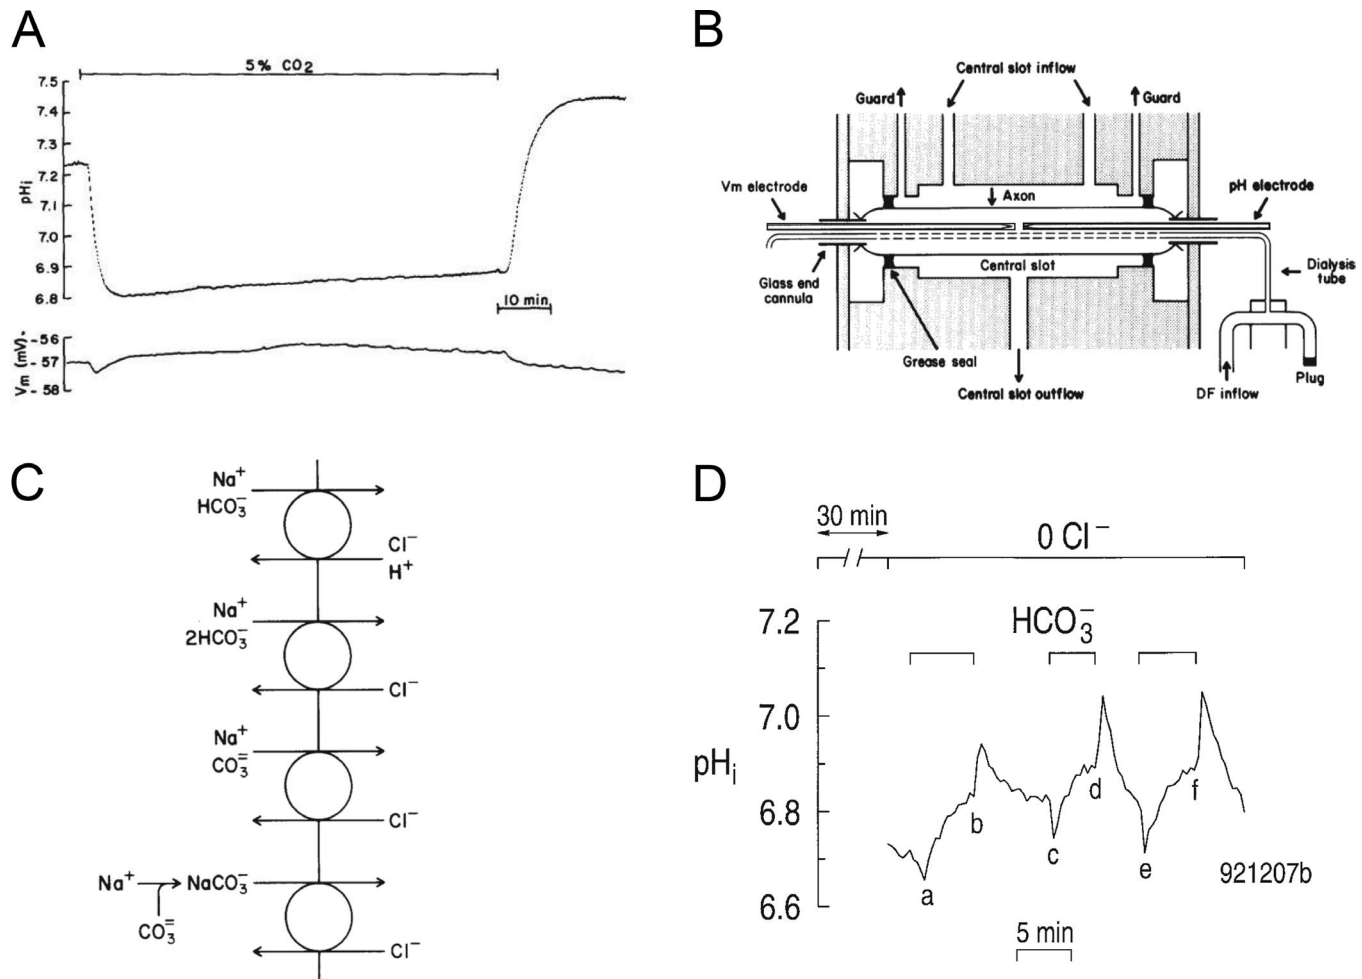 A
5% CO2
7.5
7.4
7.3
7.2
7.1
7.0
6.9
6.8
pHi
10 min
- 56
- 57
- 58
Vm (mV)
B
Central slot inflow
Guard
Guard
Vm electrode
Axon
pH electrode
Central slot
Glass end
cannula
Dialysis
tube
Grease seal
Central slot outflow
DF inflow
Plug
C
Na+
HCO3−
Cl−
H+
Na+
2HCO3−
Cl−
Na+
CO3=
Cl−
Na+
NaCO3−
CO3=
Cl−
D
30 min
0 Cl−
HCO3−
7.2
7.0
6.8
6.6
pHi
a
b
c
d
e
f
921207b
5 min